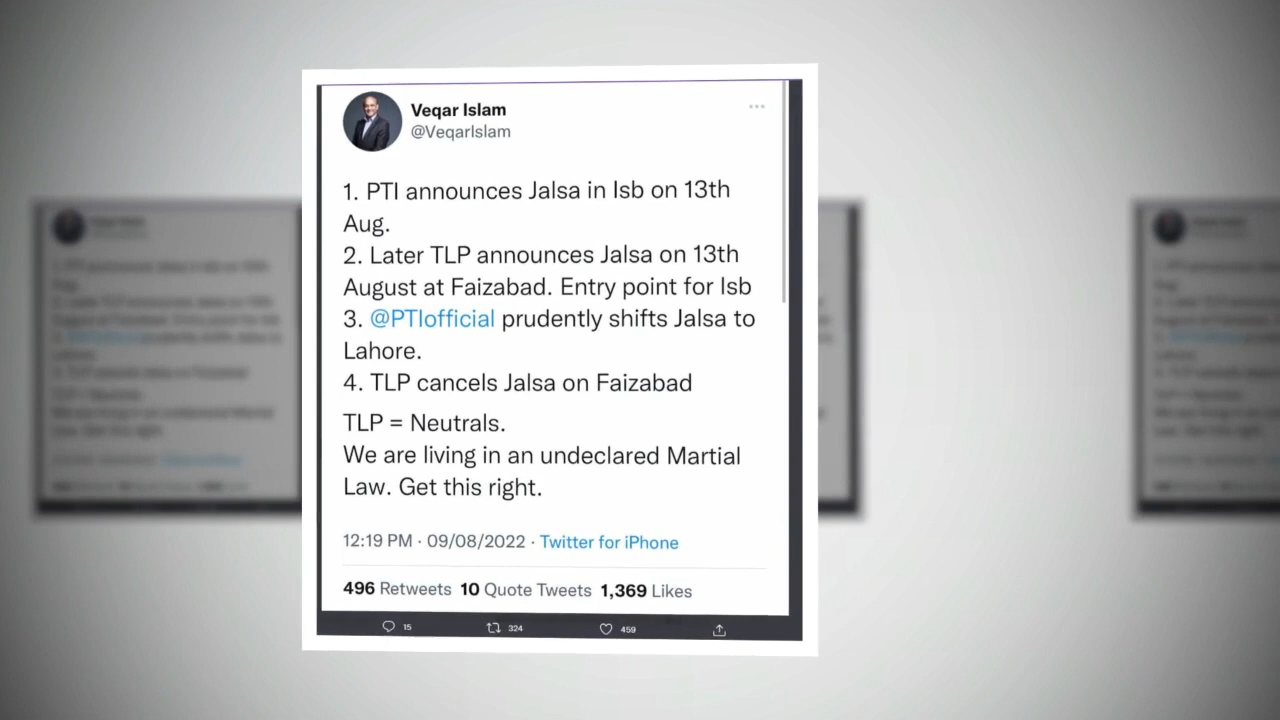 Veqar Islam
@VeqarIslam
1. PTI announces Jalsa in Isb on 13th
Aug.
2. Later TLP announces Jalsa on 13th
August at Faizabad. Entry point for Isb
3. @PTIofficial prudently shifts Jalsa to
Lahore.
4. TLP cancels Jalsa on Faizabad
TLP = Neutrals.
We are living in an undeclared Martial
Law. Get this right.
12:19 PM · 09/08/2022 · Twitter for iPhone
496 Retweets 10 Quote Tweets 1,369 Likes
15 324 459